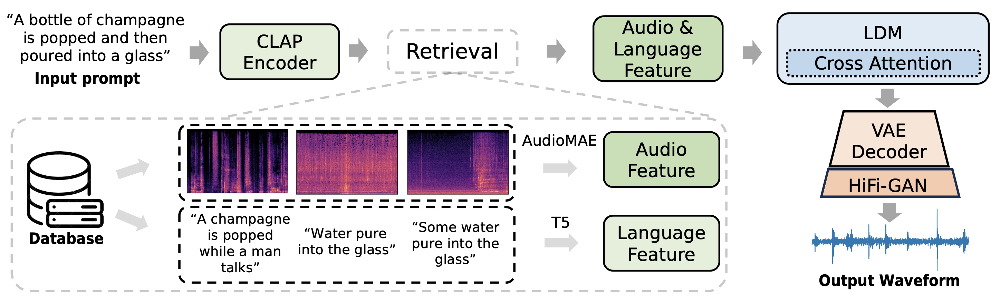 “A bottle of champagne
is popped and then
poured into a glass”
Input prompt
CLAP
Encoder
Retrieval
Audio &
Language
Feature
LDM
Cross Attention
Database
AudioMAE
Audio
Feature
“A champagne
is popped
while a man
talks”
“Water pure
into the glass”
“Some water
pure into the
glass”
T5
Language
Feature
VAE
Decoder
HiFi-GAN
Output Waveform